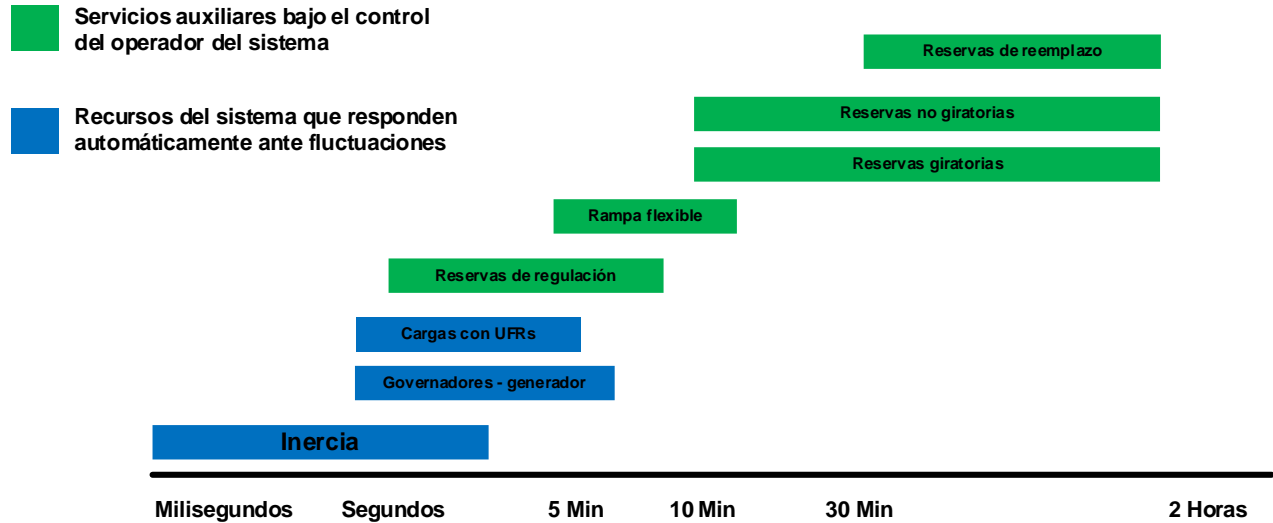 Servicios auxiliares bajo el control
del operador del sistema
Recursos del sistema que responden
automáticamente ante fluctuaciones
Reservas de reemplazo
Reservas no giratorias
Reservas giratorias
Rampa flexible
Reservas de regulación
Cargas con UFRs
Governadores - generador
Inercia
Milisegundos Segundos 5 Min 10 Min 30 Min 2 Horas